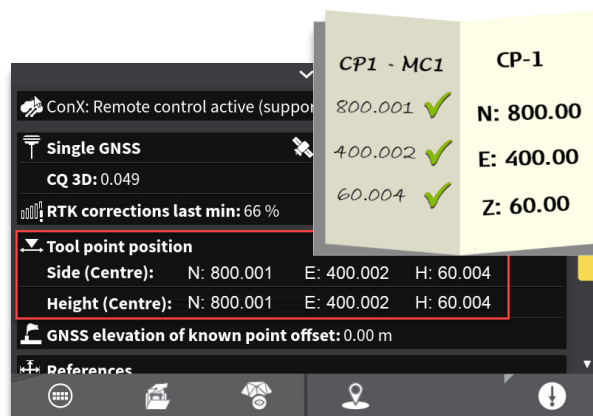 CP1 - MC1
800.001
400.002
60.004
CP-1
N: 800.00
E: 400.00
Z: 60.00
ConX: Remote control active (suppor
Single GNSS
CQ 3D: 0.049
RTK corrections last min: 66 %
Tool point position
Side (Centre): N: 800.001 E: 400.002 H: 60.004
Height (Centre): N: 800.001 E: 400.002 H: 60.004
GNSS elevation of known point offset: 0.00 m
References